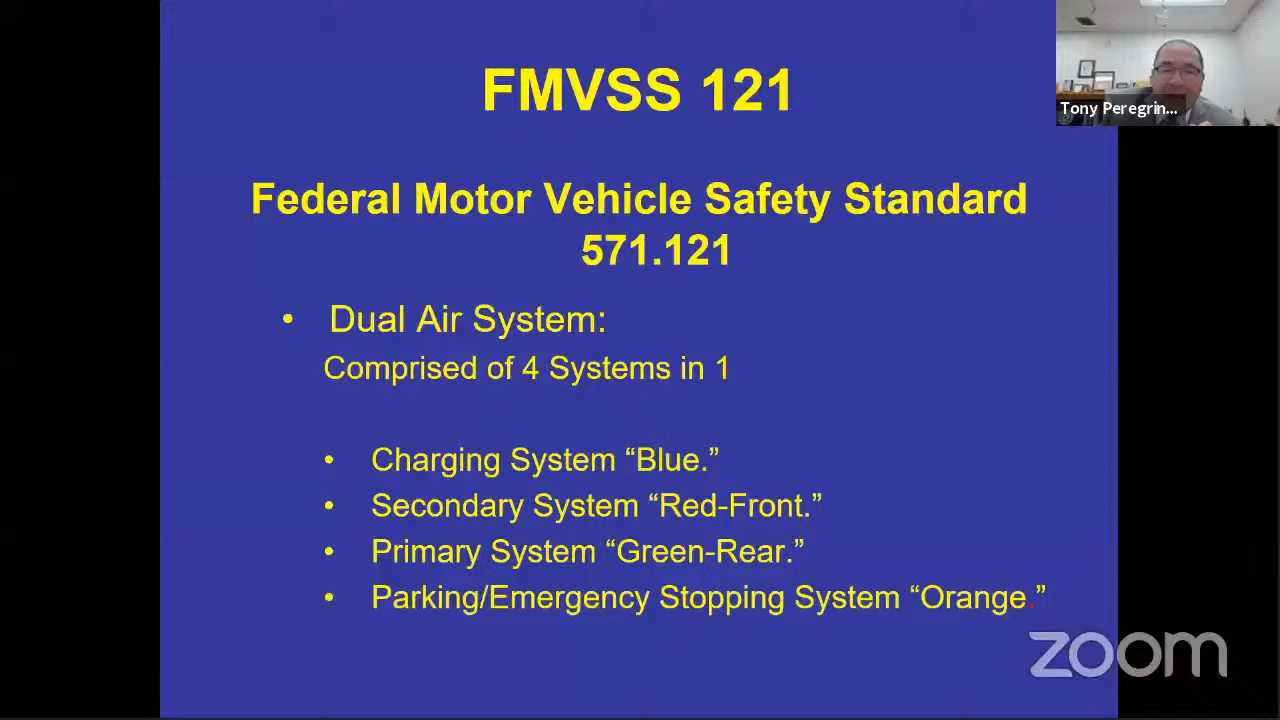 FMVSS 121
Tony Peregrin...
Federal Motor Vehicle Safety Standard
571.121
• Dual Air System:
Comprised of 4 Systems in 1
• Charging System “Blue.”
• Secondary System “Red-Front.”
• Primary System “Green-Rear.”
• Parking/Emergency Stopping System “Orange.”
zoom